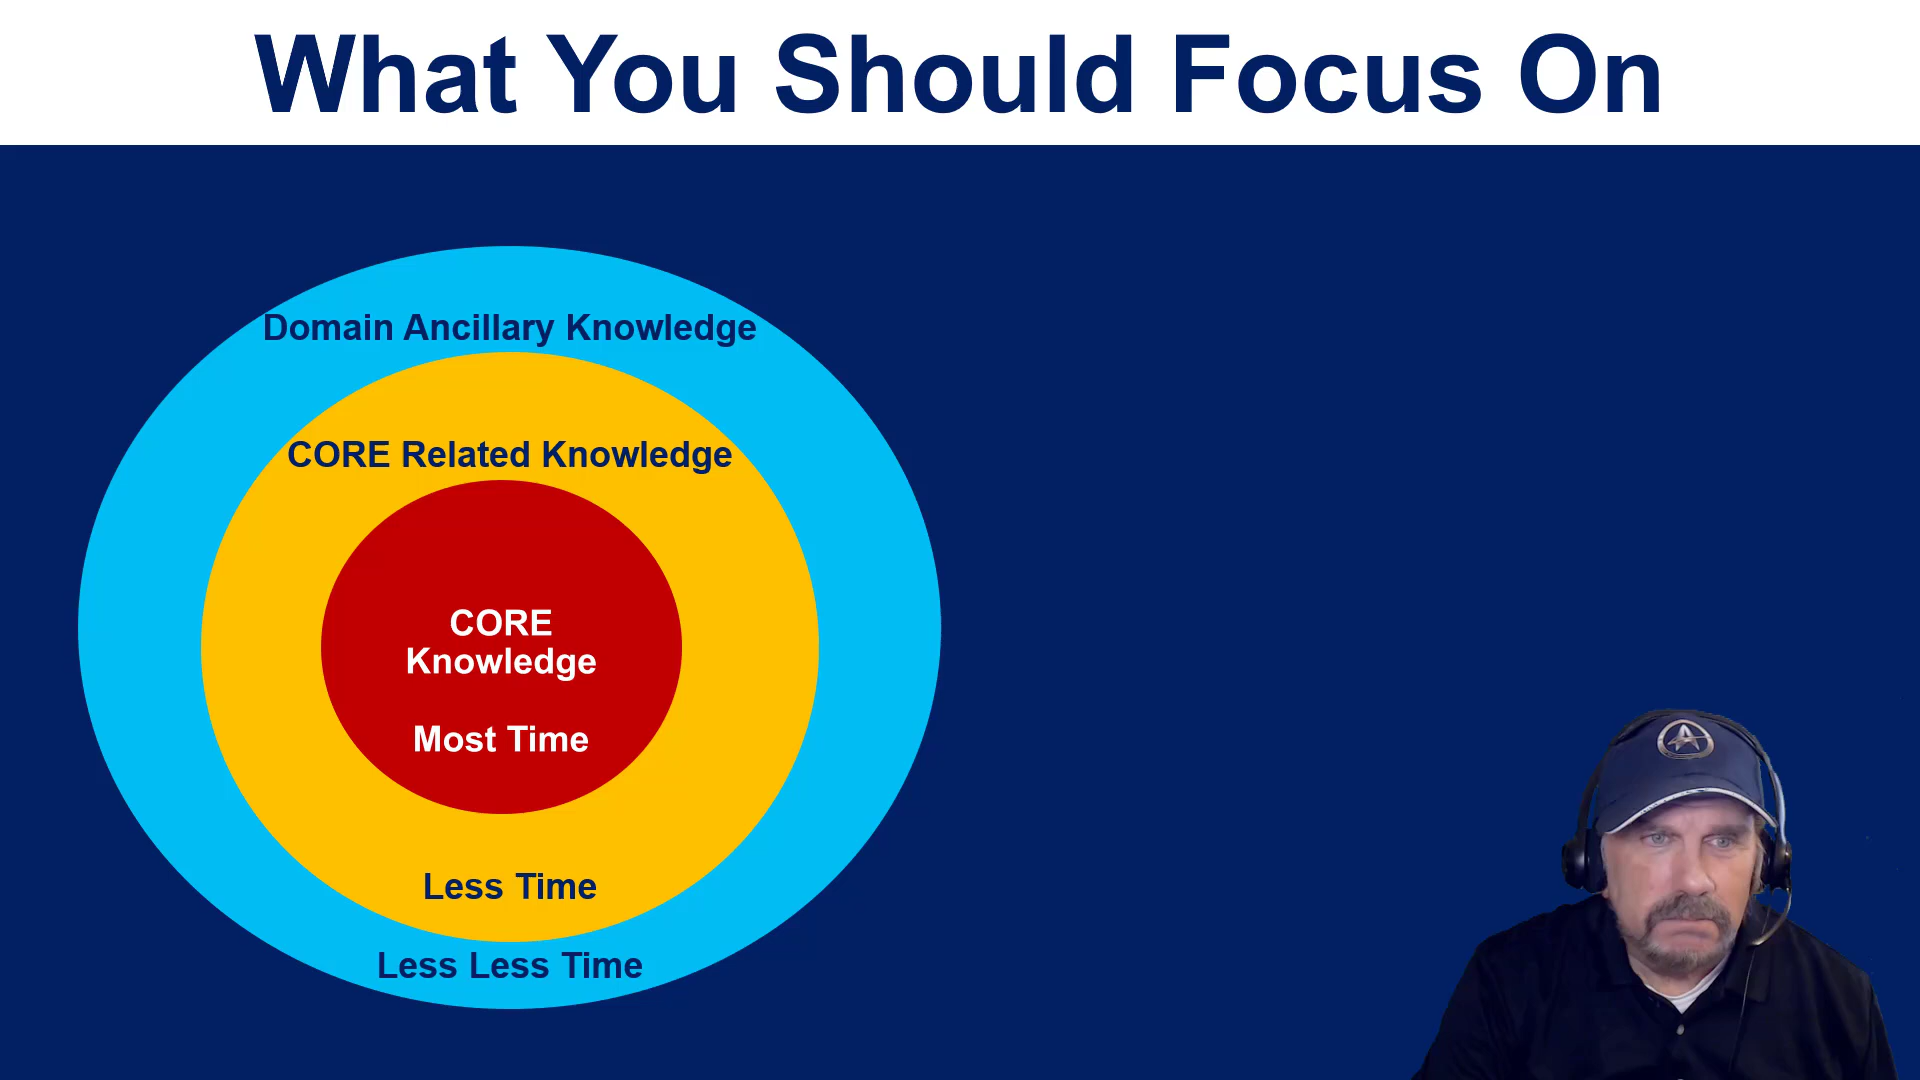 What You Should Focus On
Domain Ancillary Knowledge
CORE Related Knowledge
CORE
Knowledge
Most Time
Less Time
Less Less Time